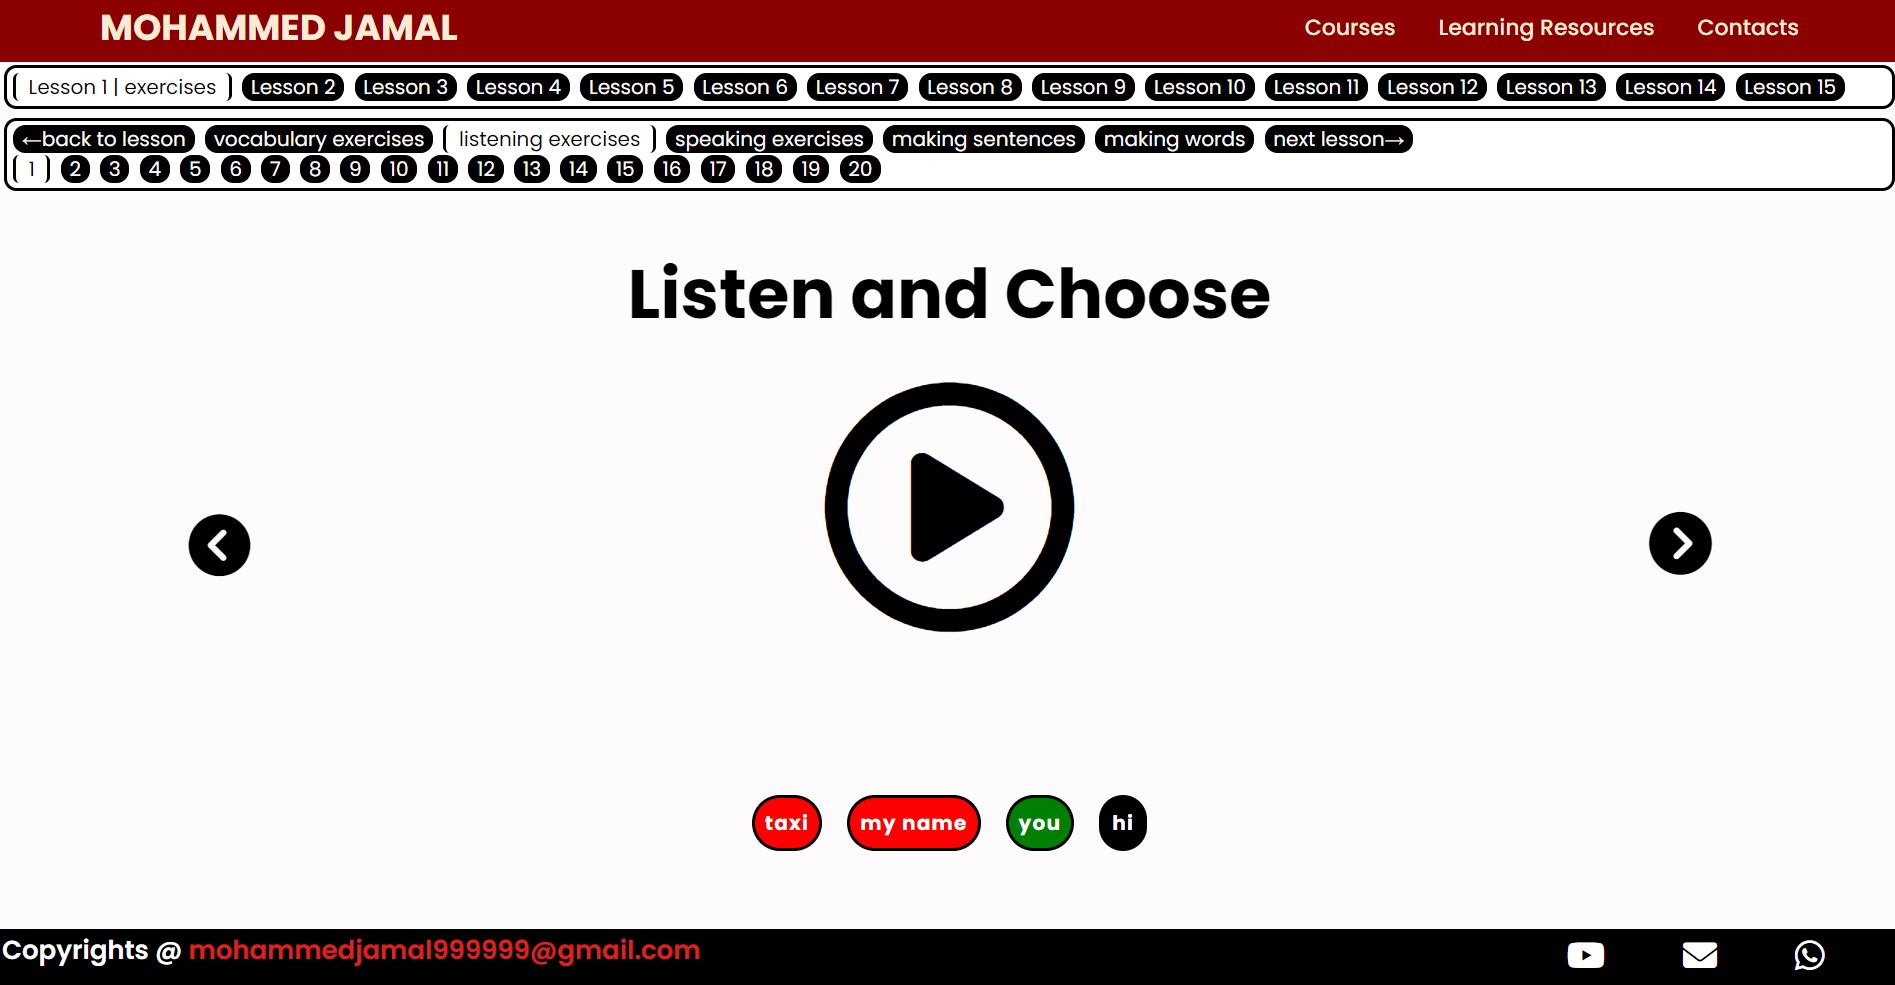 MOHAMMED JAMAL Courses Learning Resources Contacts
Lesson 1 | exercises Lesson 2 Lesson 3 Lesson 4 Lesson 5 Lesson 6 Lesson 7 Lesson 8 Lesson 9 Lesson 10 Lesson 11 Lesson 12 Lesson 13 Lesson 14 Lesson 15
←back to lesson vocabulary exercises listening exercises speaking exercises making sentences making words next lesson→
1 2 3 4 5 6 7 8 9 10 11 12 13 14 15 16 17 18 19 20
Listen and Choose
taxi my name you hi
Copyrights @ mohammedjamal999999@gmail.com